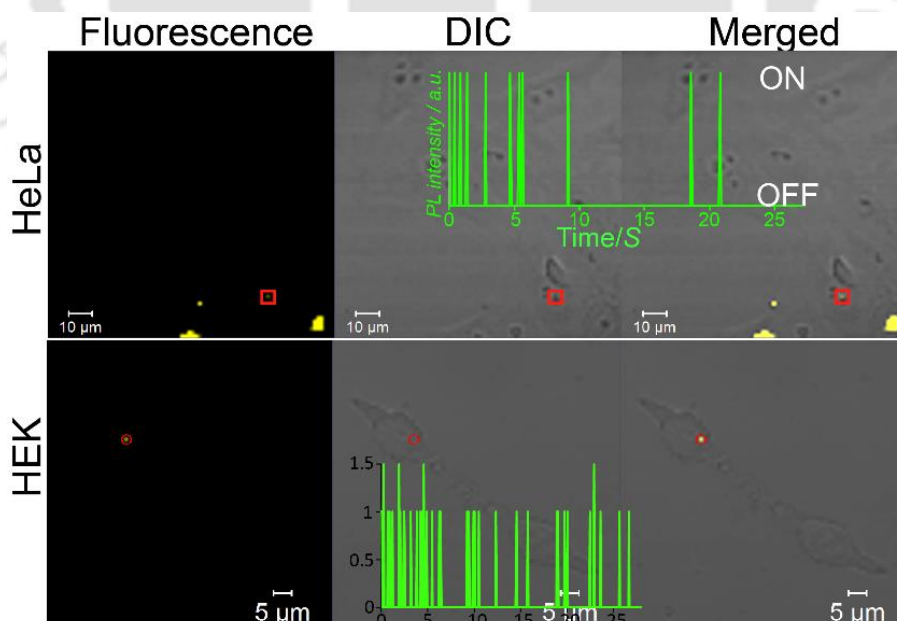 Fluorescence DIC Merged
HeLa
PL intensity / a.u.
ON
OFF
0 5 10 15 20 25
Time/S
10 µm 10 µm 10 µm
HEK
1.5
1
0.5
0
0 5 10 15 20 25
5 µm 5 µm 5 µm